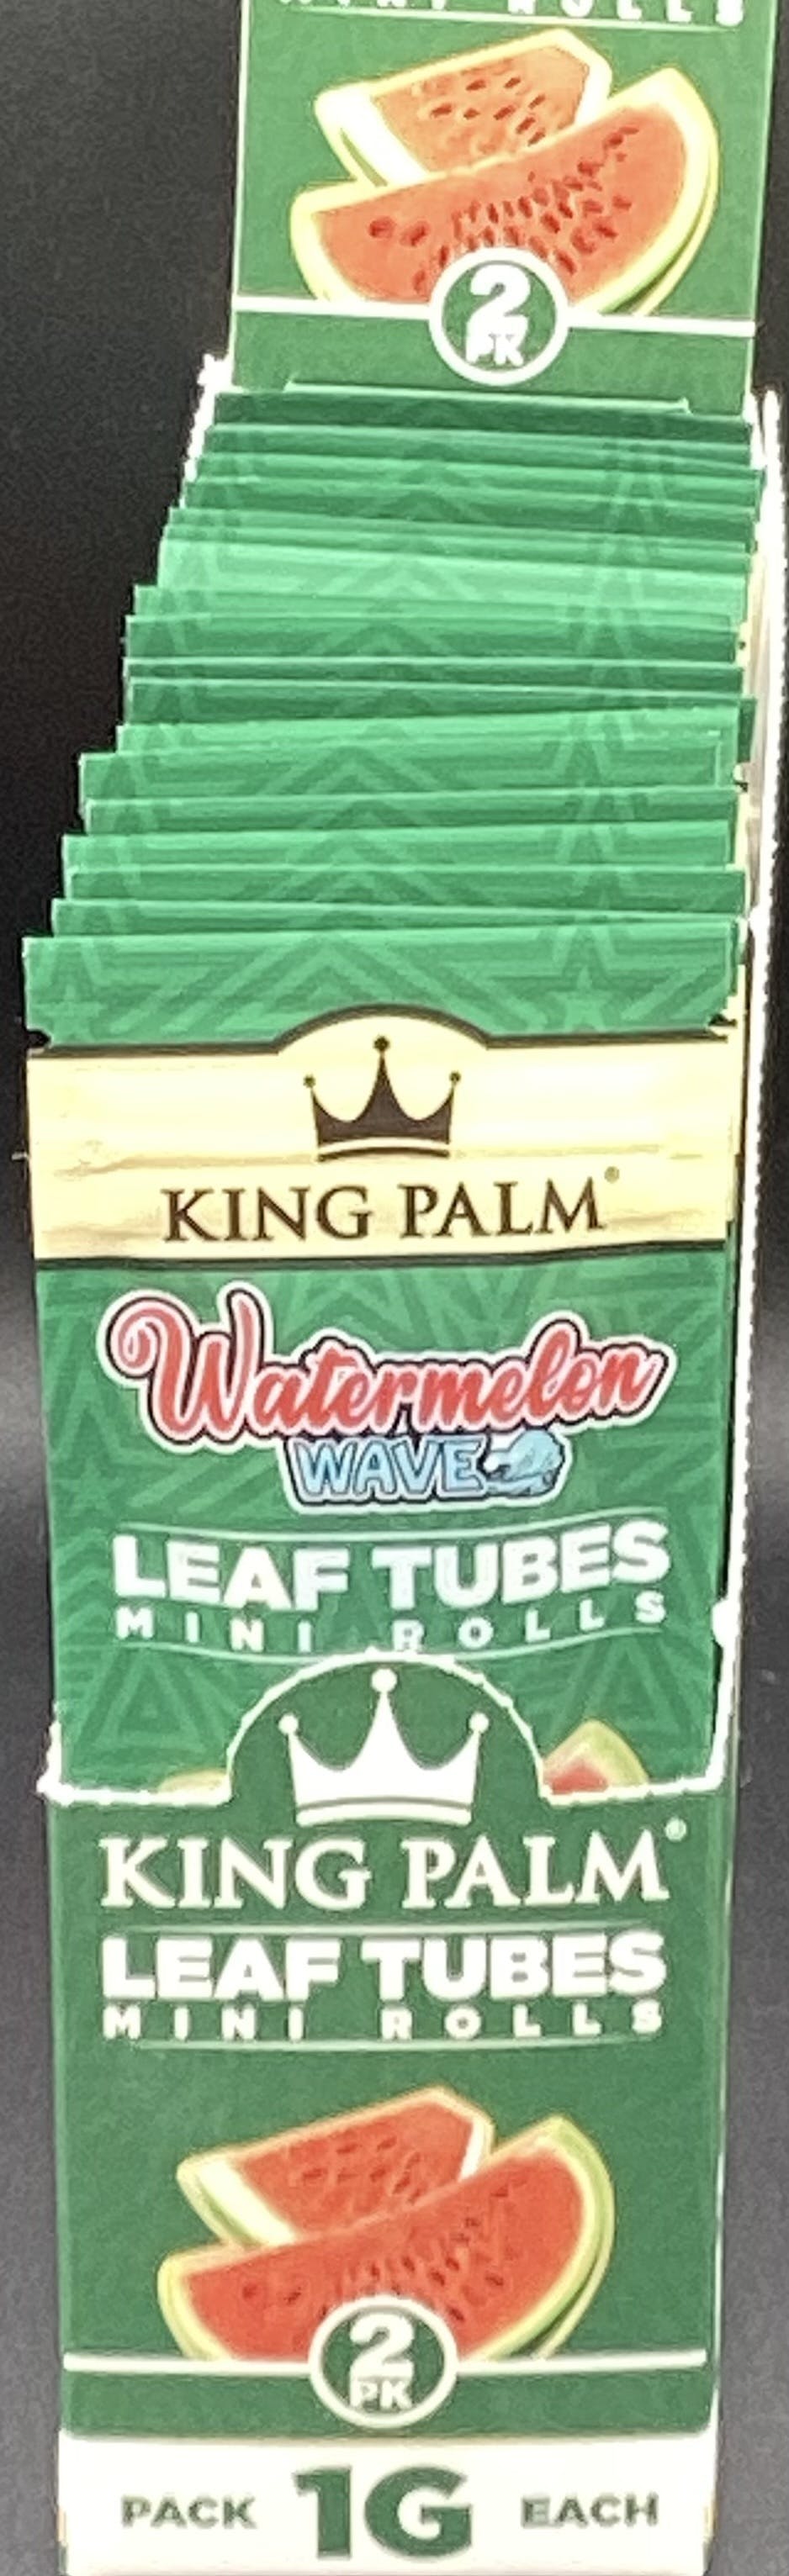 2
PK
KING PALM®
Watermelon
WAVE
LEAF TUBES
MINI ROLLS
KING PALM®
LEAF TUBES
MINI ROLLS
2
PK
PACK 1G EACH